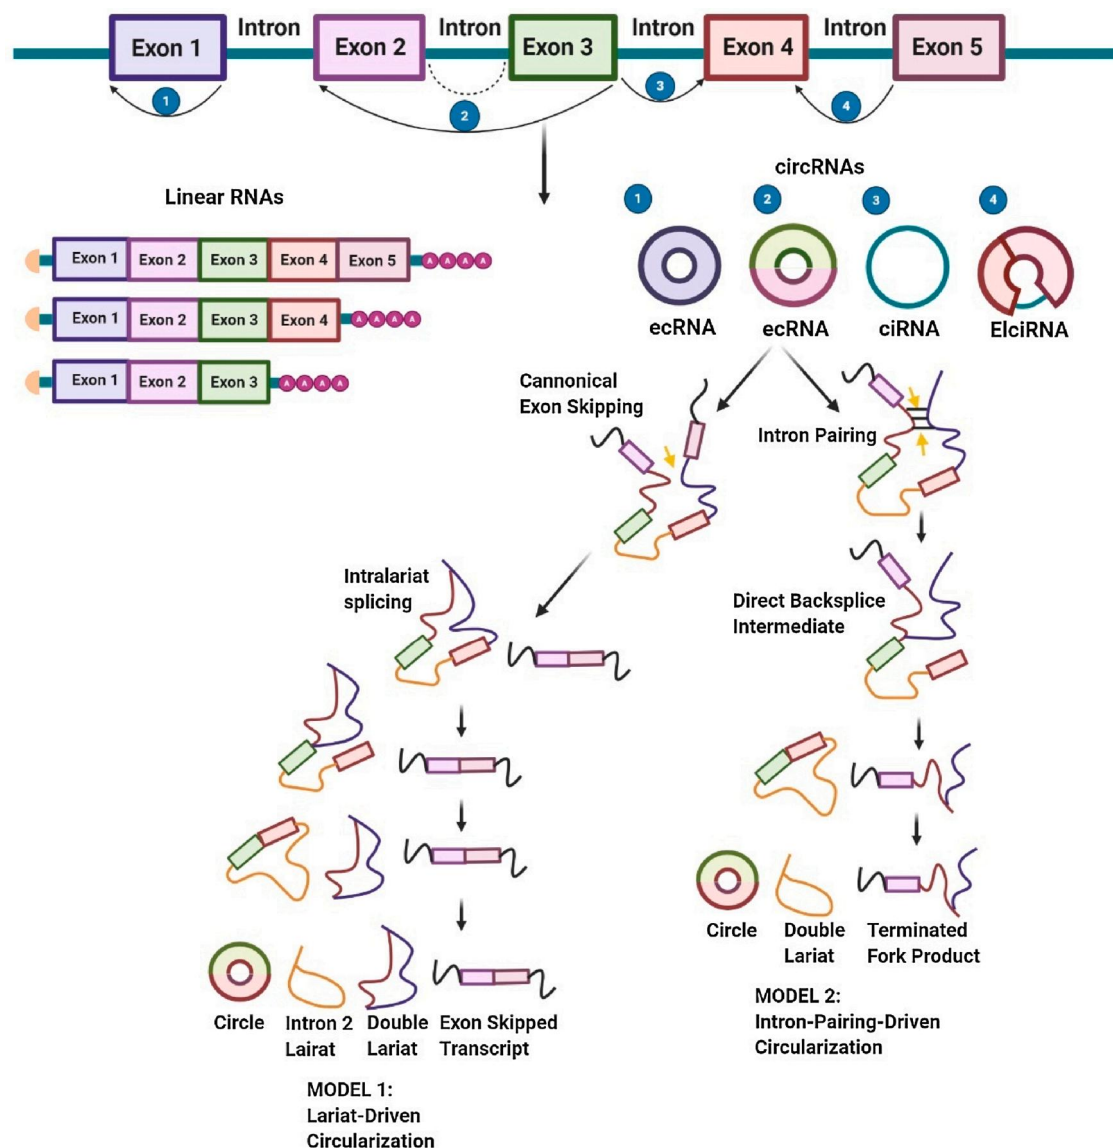 Exon 1
Intron
Exon 2
Intron
Exon 3
Intron
Exon 4
Intron
Exon 5
1
2
3
4
Linear RNAs
Exon 1 Exon 2 Exon 3 Exon 4 Exon 5 A A A A
Exon 1 Exon 2 Exon 3 Exon 4 A A A A
Exon 1 Exon 2 Exon 3 A A A A
circRNAs
1
2
3
4
ecRNA
ecRNA
ciRNA
ElciRNA
Cannonical
Exon Skipping
Intron Pairing
Intralariat
splicing
Direct Backsplice
Intermediate
Circle
Intron 2
Lairat
Double
Lariat
Exon Skipped
Transcript
MODEL 1:
Lariat-Driven
Circularization
Circle
Double
Lariat
Terminated
Fork Product
MODEL 2:
Intron-Pairing-Driven
Circularization